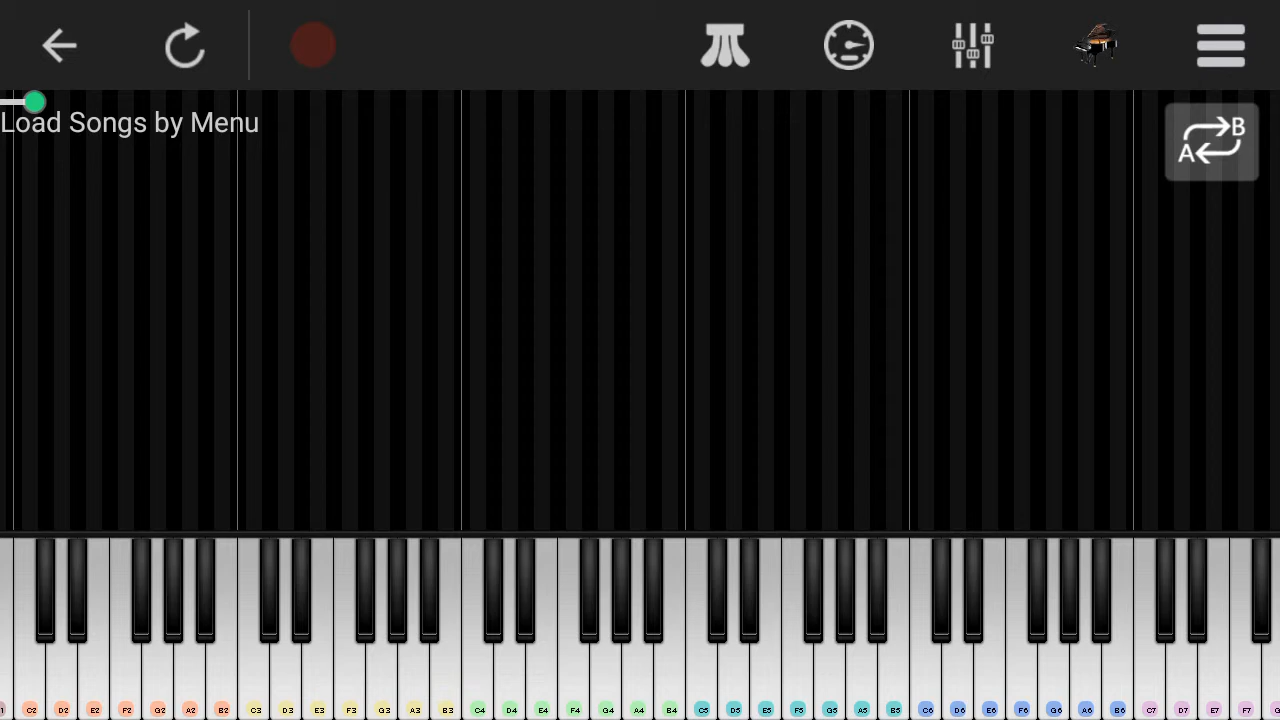 Load Songs by Menu
B
A
1 C2 D2 E2 F2 G2 A2 B2 C3 D3 E3 F3 G3 A3 B3 C4 D4 E4 F4 G4 A4 B4 C5 D5 E5 F5 G5 A5 B5 C6 D6 E6 F6 G6 A6 B6 C7 D7 E7 F7 G